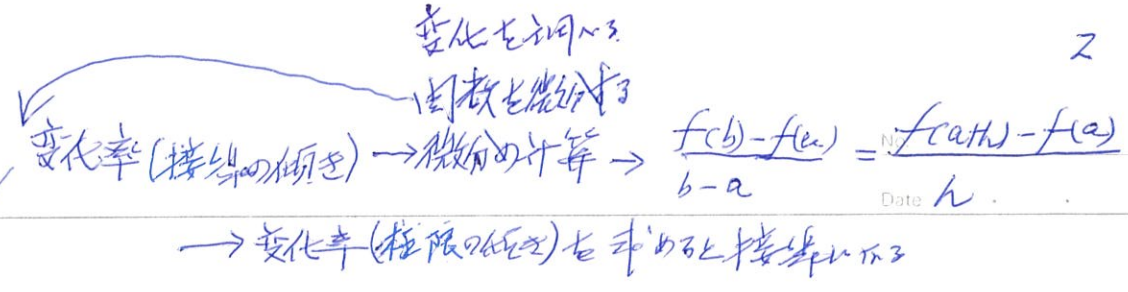 変化を調べる
2
関数を微分する
変化率(接線の傾き) → 微分の計算 → f(b)-f(a) / b-a = f(a+h)-f(a) / h
No
Date
→ 変化率(極限の傾き)を求めると接線になる